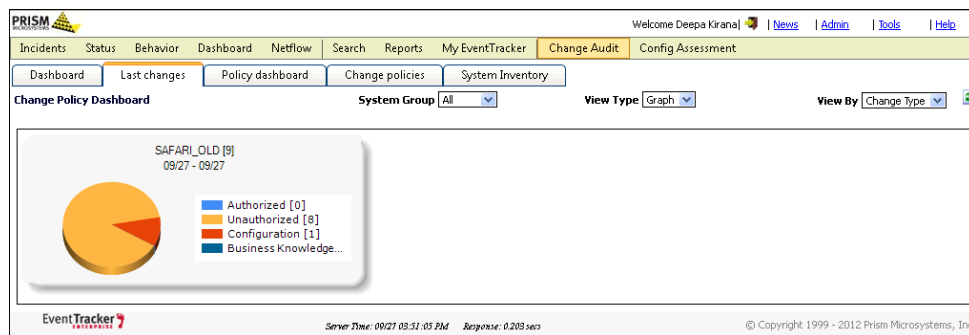 PRISM
MICROSYSTEMS
Welcome Deepa Kirana| | News | Admin | Tools | Help
Incidents Status Behavior Dashboard Netflow Search Reports My EventTracker Change Audit Config Assessment
Dashboard Last changes Policy dashboard Change policies System Inventory
Change Policy Dashboard System Group All View Type Graph View By Change Type
SAFARI_OLD [9]
09/27 - 09/27
Authorized [0]
Unauthorized [8]
Configuration [1]
Business Knowledge...
EventTracker
ENTERPRISE
Server Time: 09/27 03:51:05 PM Response: 0.203 secs
© Copyright 1999 - 2012 Prism Microsystems, In